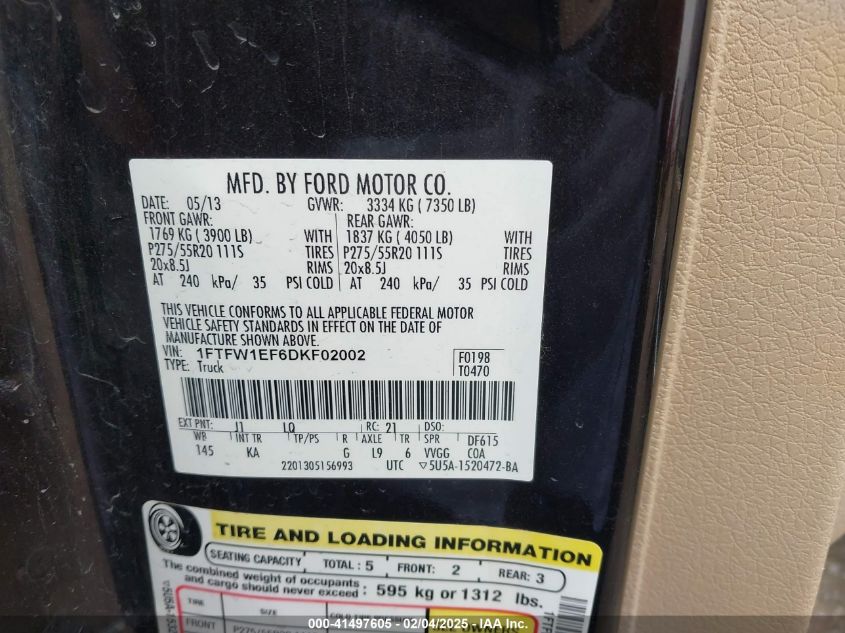 MFD. BY FORD MOTOR CO.
DATE: 05/13 GVWR: 3334 KG ( 7350 LB)
FRONT GAWR: REAR GAWR:
1769 KG ( 3900 LB) WITH 1837 KG ( 4050 LB) WITH
P275/55R20 111S TIRES P275/55R20 111S TIRES
20x8.5J RIMS 20x8.5J RIMS
AT 240 kPa/ 35 PSI COLD AT 240 kPa/ 35 PSI COLD
THIS VEHICLE CONFORMS TO ALL APPLICABLE FEDERAL MOTOR
VEHICLE SAFETY STANDARDS IN EFFECT ON THE DATE OF
MANUFACTURE SHOWN ABOVE.
VIN: 1FTFW1EF6DKF02002 F0198
TYPE: Truck T0470
EXT PNT: J1 LQ RC: 21 DSO:
WB INT TR TP/PS R AXLE TR SPR DF615
145 KA G L9 6 VVGG COA
2201305156993 UTC ▽5U5A-1520472-BA
TIRE AND LOADING INFORMATION
SEATING CAPACITY TOTAL : 5 FRONT: 2 REAR: 3
The combined weight of occupants
and cargo should never exceed : 595 kg or 1312 lbs.
TIRE SIZE
SEE OWNERS
FRONT
000-41497605 - 02/04/2025 - IAA Inc.